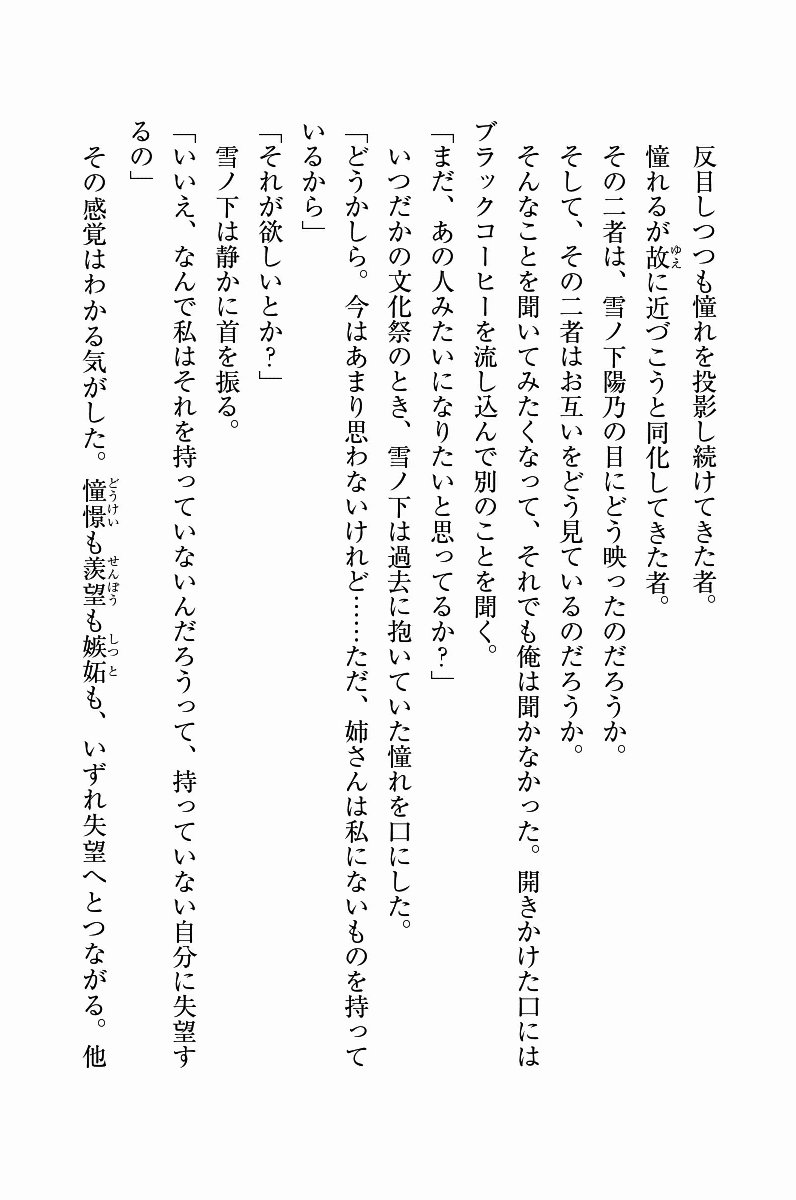 反目しつつも憧れを投影し続けてきた者。
憧れるが故に近づこうと同化してきた者。
その二者は、雪ノ下陽乃の目にどう映ったのだろうか。
そして、その二者はお互いをどう見ているのだろうか。
そんなことを聞いてみたくなって、それでも俺は聞かなかった。開きかけた口には
ブラックコーヒーを流し込んで別のことを聞く。
「まだ、あの人みたいになりたいと思ってるか?」
いつだかの文化祭のとき、雪ノ下は過去に抱いていた憧れを口にした。
「どうかしら。今はあまり思わないけれど……ただ、姉さんは私にないものを持って
いるから」
「それが欲しいとか?」
雪ノ下は静かに首を振る。
「いいえ、なんで私はそれを持っていないんだろうって、持っていない自分に失望す
るの」
その感覚はわかる気がした。憧憬も羨望も嫉妬も、いずれ失望へとつながる。他